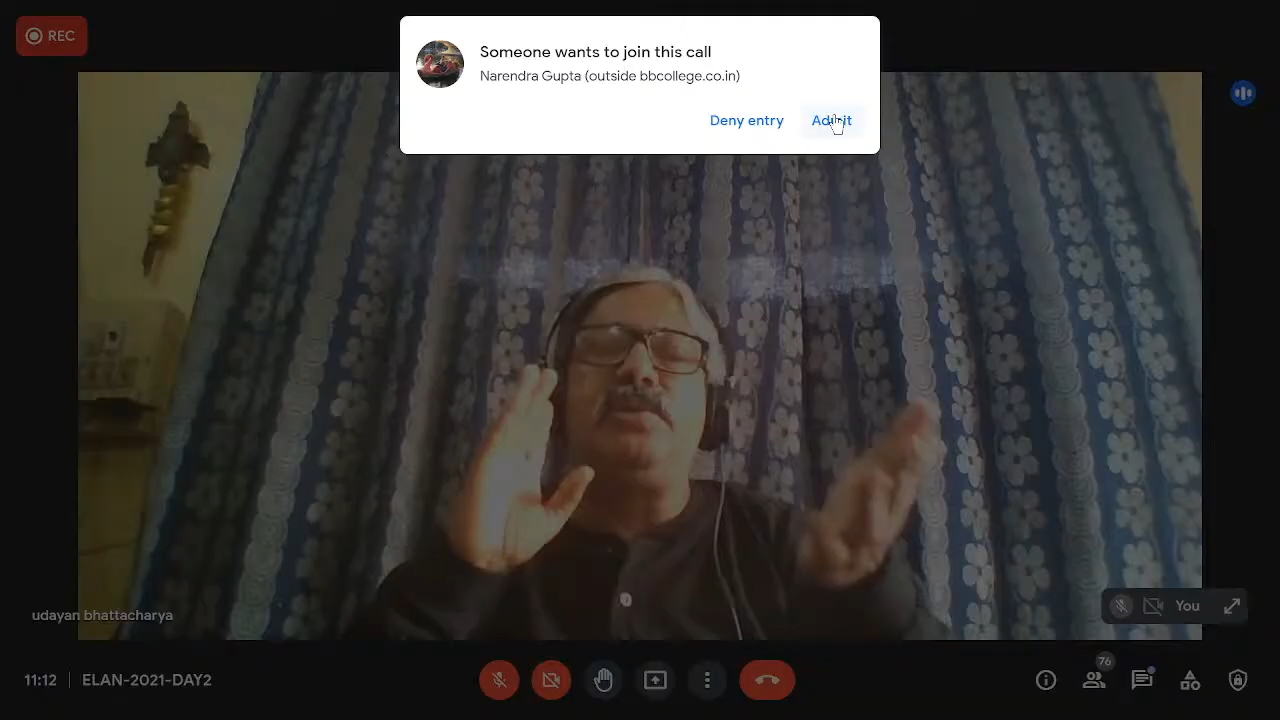 REC
Someone wants to join this call
Narendra Gupta (outside bbcollege.co.in)
Deny entry Admit
udayan bhattacharya
You
76
11:12 | ELAN-2021-DAY2